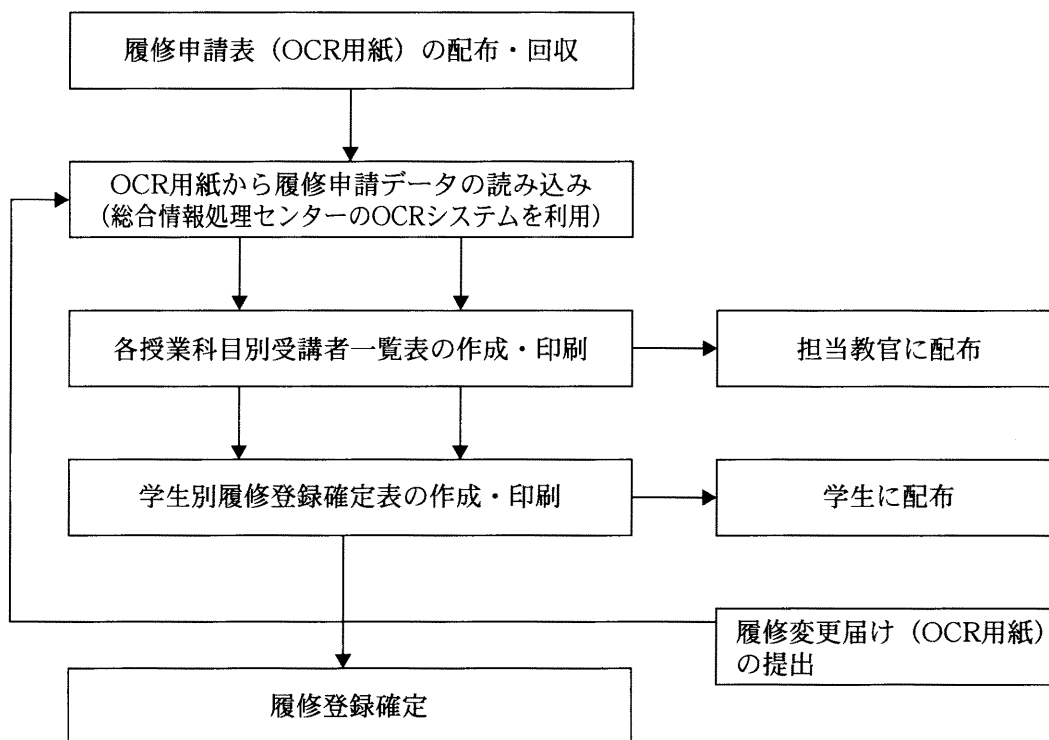 履修申請表（OCR用紙）の配布・回収
OCR用紙から履修申請データの読み込み
（総合情報処理センターのOCRシステムを利用）
各授業科目別受講者一覧表の作成・印刷
担当教官に配布
学生別履修登録確定表の作成・印刷
学生に配布
履修変更届け（OCR用紙）
の提出
履修登録確定